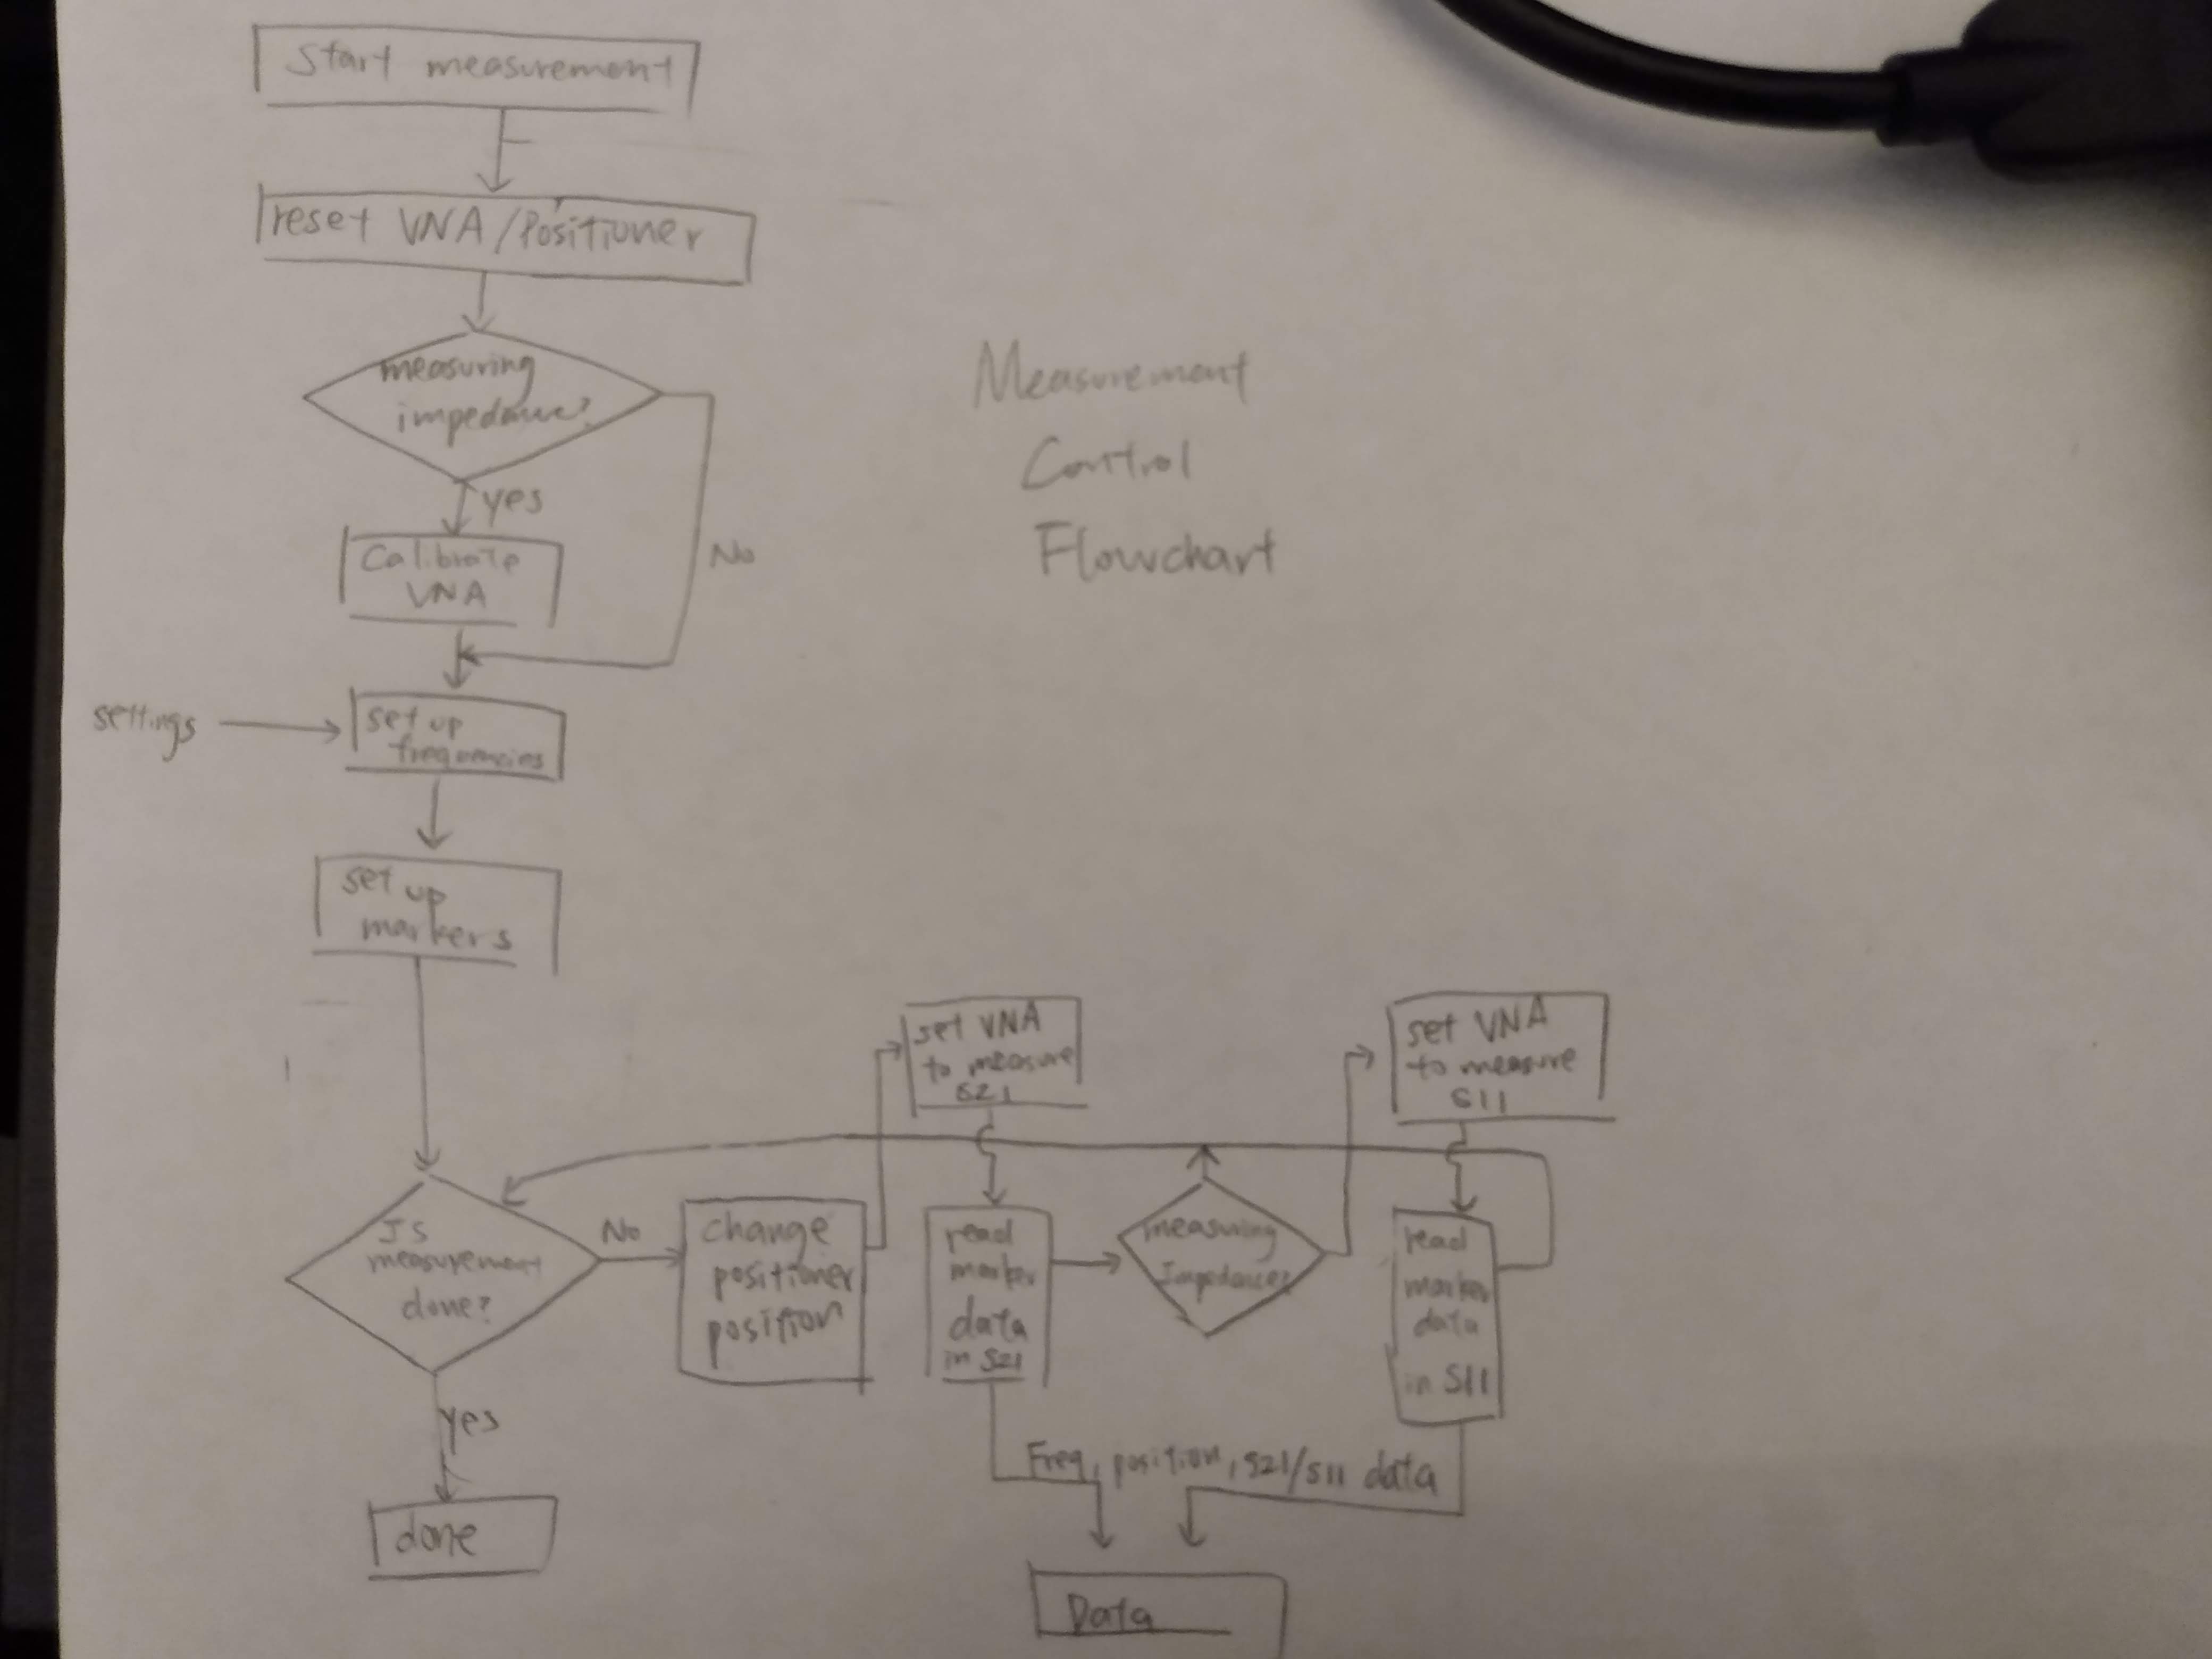 Start measurement
reset VNA/Positioner
measuring
impedance?
yes
No
Calibrate
VNA
settings
set up
frequencies
set up
markers
Measurement
Control
Flowchart
Is
measurement
done?
No
yes
done
change
positioner
position
set VNA
to measure
S21
read
marker
data
in S21
measuring
Impedance?
set VNA
to measure
S11
read
marker
data
in S11
Freq, position, S21/S11 data
Data